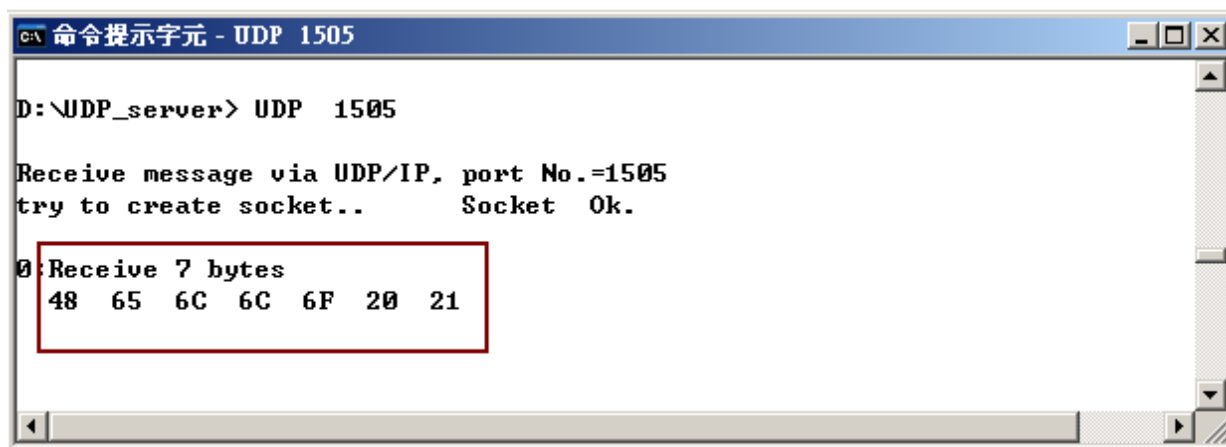 命令提示字元 - UDP 1505
D:\UDP_server> UDP  1505
Receive message via UDP/IP, port No.=1505
try to create socket..      Socket  Ok.
0:Receive 7 bytes
48  65  6C  6C  6F  20  21